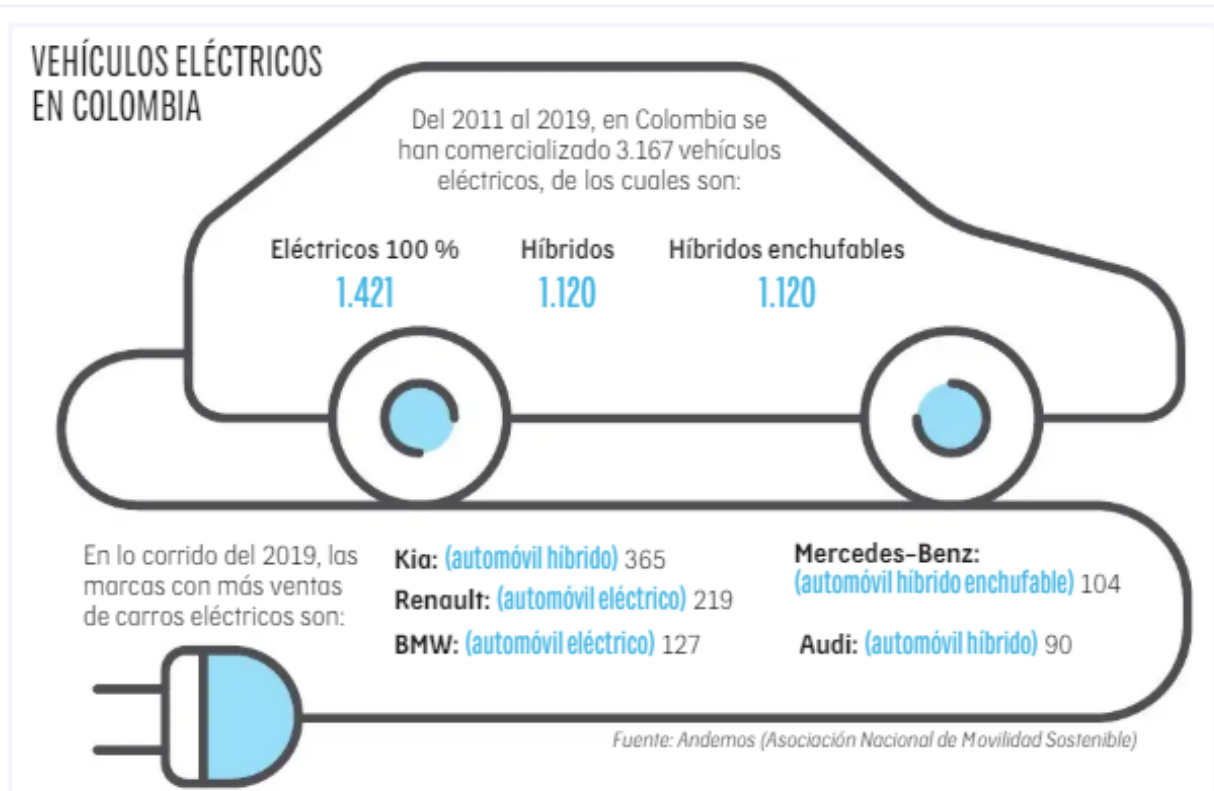 VEHÍCULOS ELÉCTRICOS
EN COLOMBIA
Del 2011 al 2019, en Colombia se
han comercializado 3.167 vehículos
eléctricos, de los cuales son:
Eléctricos 100 %
1.421
Híbridos
1.120
Híbridos enchufables
1.120
En lo corrido del 2019, las
marcas con más ventas
de carros eléctricos son:
Kia: (automóvil híbrido) 365
Renault: (automóvil eléctrico) 219
BMW: (automóvil eléctrico) 127
Mercedes-Benz:
(automóvil híbrido enchufable) 104
Audi: (automóvil híbrido) 90
Fuente: Andemos (Asociación Nacional de Movilidad Sostenible)